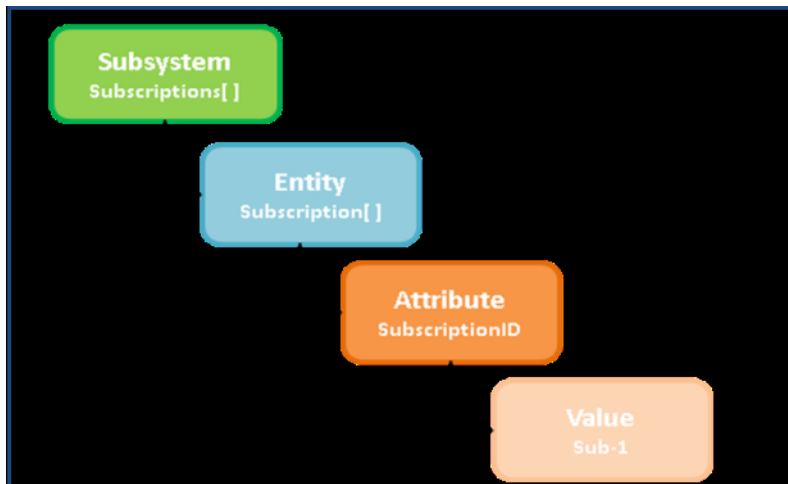 Subsystem
Subscriptions[ ]
Entity
Subscription[ ]
Attribute
SubscriptionID
Value
Sub-1